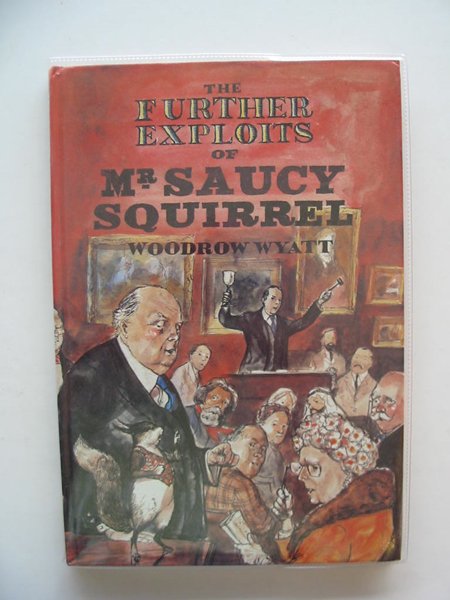 THE
FURTHER
EXPLOITS
OF
MR SAUCY
SQUIRREL
WOODROW WYATT